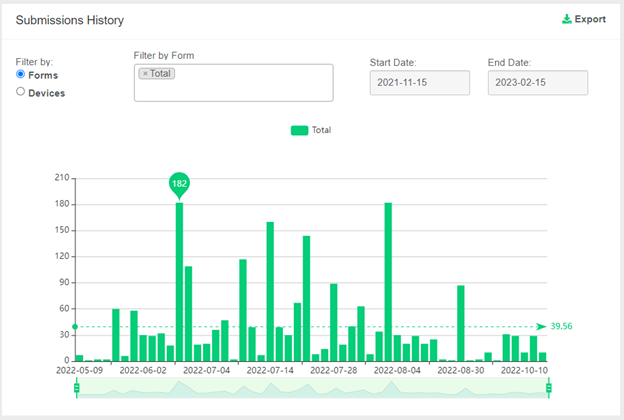 Submissions History
Export
Filter by:
Forms
Devices
Filter by Form
× Total
Start Date:
2021-11-15
End Date:
2023-02-15
Total
210
180
150
120
90
60
30
0
182
39.56
2022-05-09 2022-06-02 2022-07-04 2022-07-14 2022-07-28 2022-08-04 2022-08-30 2022-10-10